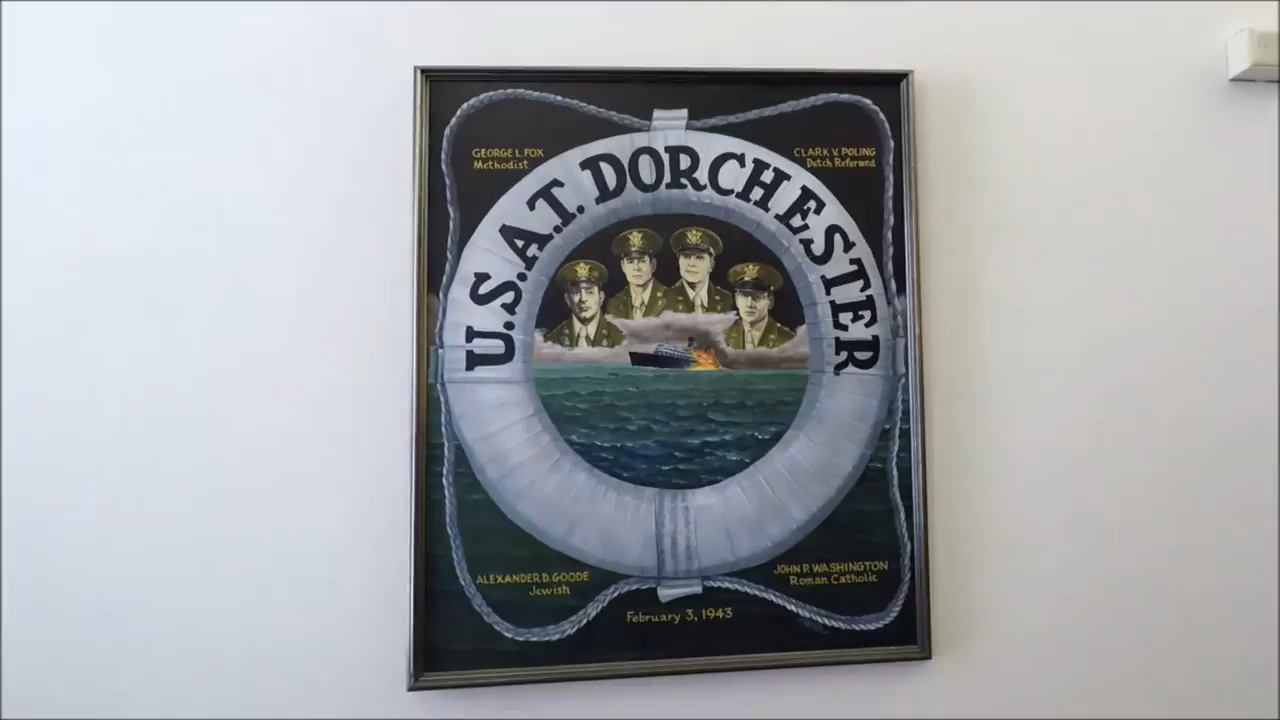 GEORGE L. FOX
Methodist
CLARK V. POLING
Dutch Reformed
U.S.A.T. DORCHESTER
ALEXANDER D. GOODE
Jewish
JOHN P. WASHINGTON
Roman Catholic
February 3, 1943